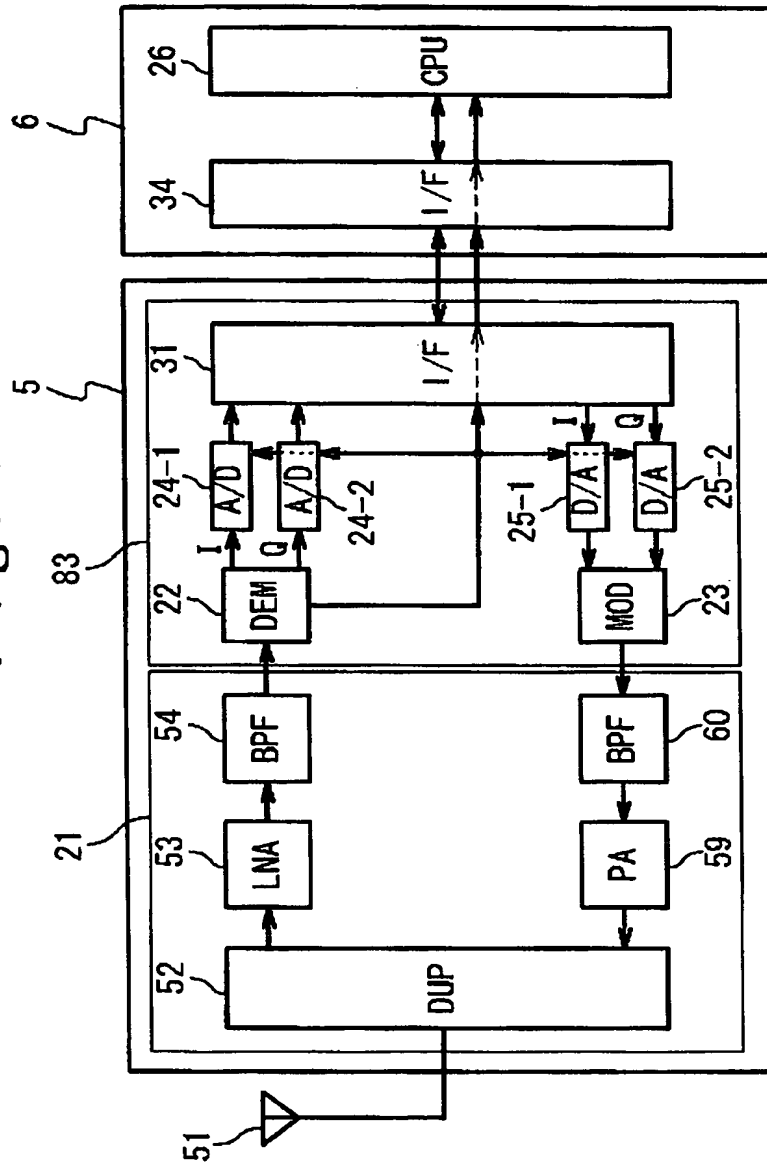 5
6
21
83
51
52
DUP
53
LNA
54
BPF
22
DEM
I
Q
24-1
A/D
A/D
24-2
31
I/F
34
I/F
26
CPU
PA
59
BPF
60
MOD
23
I
Q
D/A
25-1
D/A
25-2